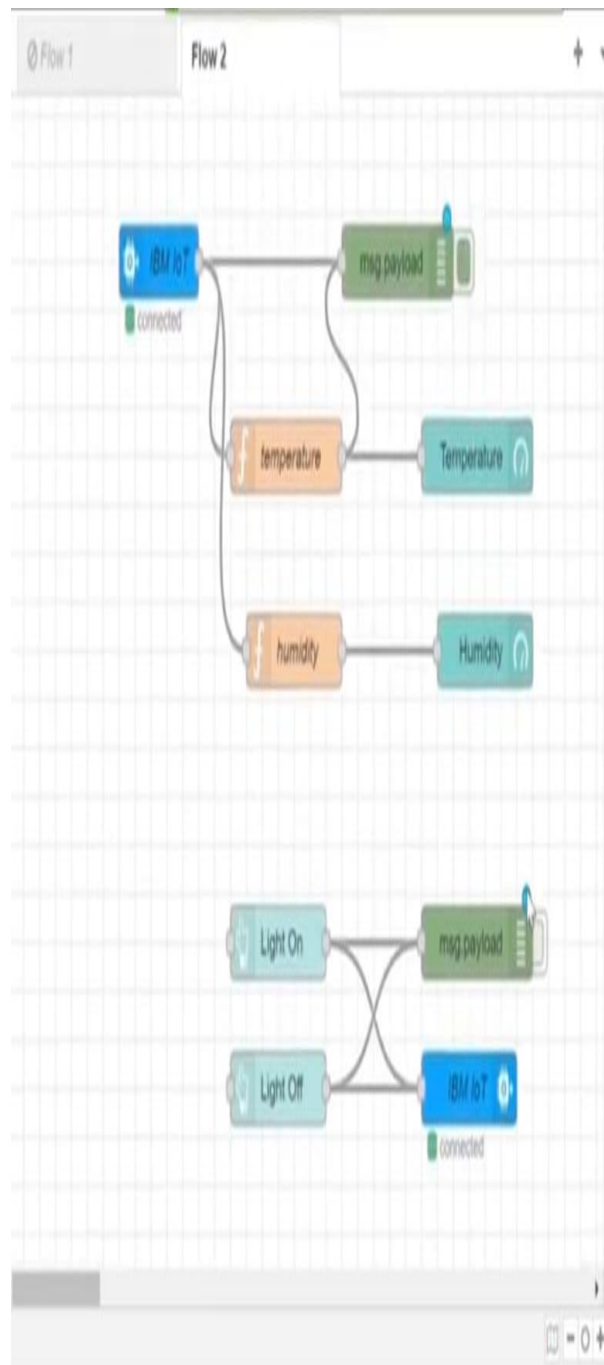 Flow 1
Flow 2
IBM IoT
msg.payload
connected
temperature
Temperature
humidity
Humidity
Light On
msg.payload
Light Off
IBM IoT
connected